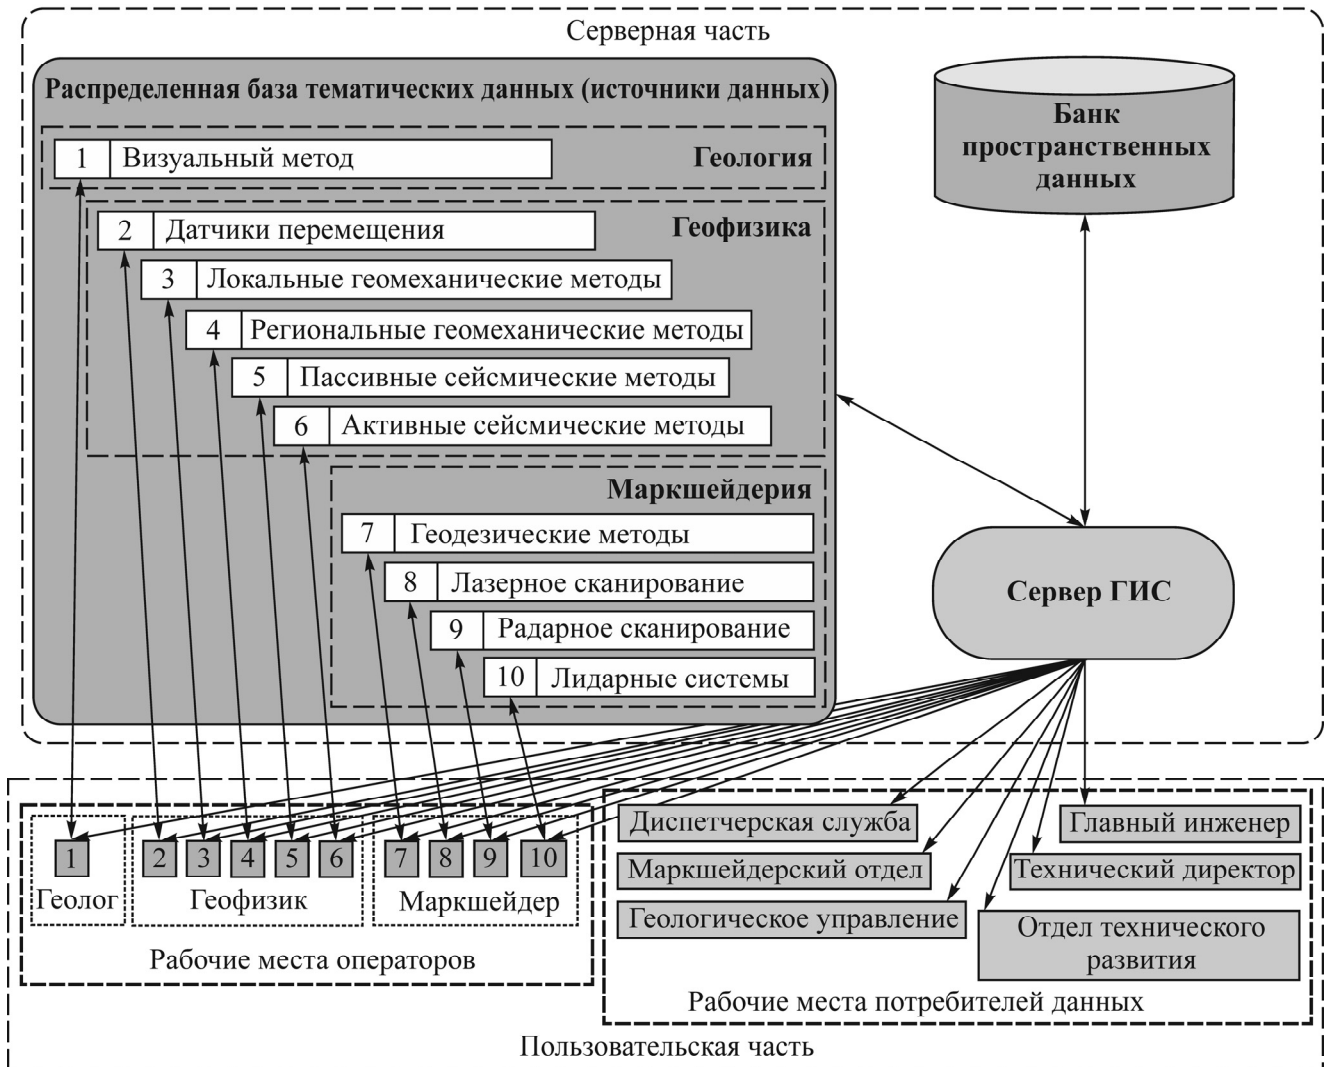 Серверная часть
Распределенная база тематических данных (источники данных)
1 Визуальный метод
Геология
2 Датчики перемещения
Геофизика
3 Локальные геомеханические методы
4 Региональные геомеханические методы
5 Пассивные сейсмические методы
6 Активные сейсмические методы
Маркшейдерия
7 Геодезические методы
8 Лазерное сканирование
9 Радарное сканирование
10 Лидарные системы
Банк
пространственных
данных
Сервер ГИС
1
Геолог
2 3 4 5 6
Геофизик
7 8 9 10
Маркшейдер
Рабочие места операторов
Диспетчерская служба
Маркшейдерский отдел
Геологическое управление
Главный инженер
Технический директор
Отдел технического
развития
Рабочие места потребителей данных
Пользовательская часть